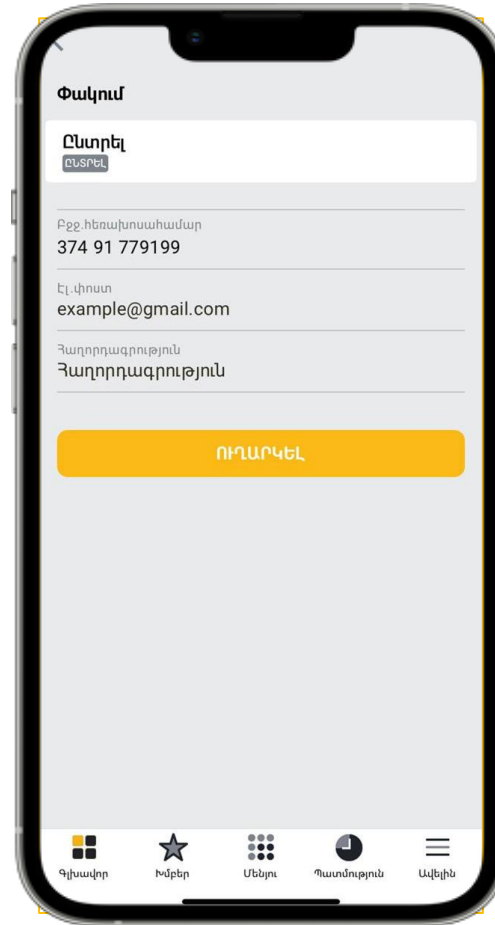 Փակում
Ընտրել
ԸՆՏՐԵԼ
Բջջ.հեռախոսահամար
374 91 779199
Էլ.փոստ
example@gmail.com
Հաղորդագրություն
Հաղորդագրություն
ՈՒՂԱՐԿԵԼ
Գլխավոր
Խմբեր
Մենյու
Պատմություն
Ավելին